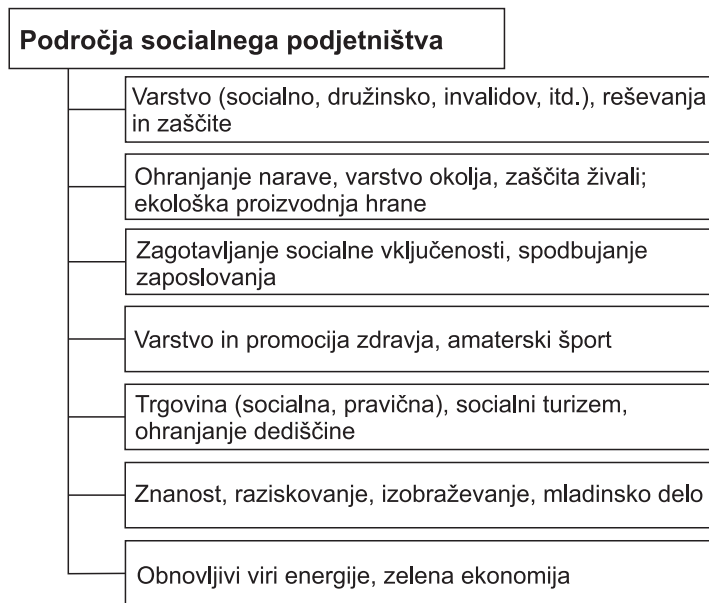 Področja socialnega podjetništva
Varstvo (socialno, družinsko, invalidov, itd.), reševanja
in zaščite
Ohranjanje narave, varstvo okolja, zaščita živali;
ekološka proizvodnja hrane
Zagotavljanje socialne vključenosti, spodbujanje
zaposlovanja
Varstvo in promocija zdravja, amaterski šport
Trgovina (socialna, pravična), socialni turizem,
ohranjanje dediščine
Znanost, raziskovanje, izobraževanje, mladinsko delo
Obnovljivi viri energije, zelena ekonomija